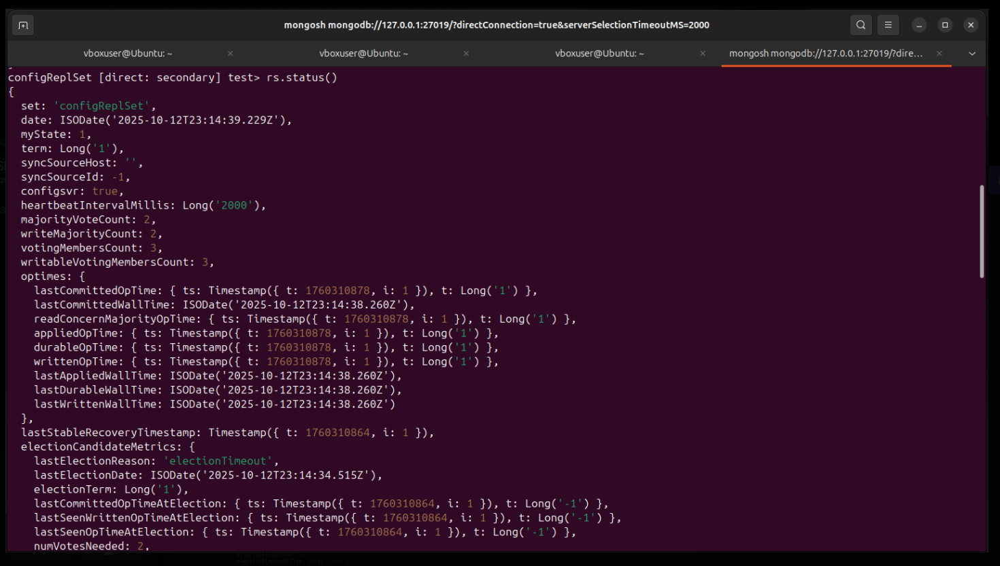 mongosh mongodb://127.0.0.1:27019/?directConnection=true&serverSelectionTimeoutMS=2000
vboxuser@Ubuntu: ~ vboxuser@Ubuntu: ~ vboxuser@Ubuntu: ~ mongosh mongodb://127.0.0.1:27019/?dire...
configReplSet [direct: secondary] test> rs.status()
{
  set: 'configReplSet',
  date: ISODate('2025-10-12T23:14:39.229Z'),
  myState: 1,
  term: Long('1'),
  syncSourceHost: '',
  syncSourceId: -1,
  configsvr: true,
  heartbeatIntervalMillis: Long('2000'),
  majorityVoteCount: 2,
  writeMajorityCount: 2,
  votingMembersCount: 3,
  writableVotingMembersCount: 3,
  optimes: {
    lastCommittedOpTime: { ts: Timestamp({ t: 1760310878, i: 1 }), t: Long('1') },
    lastCommittedWallTime: ISODate('2025-10-12T23:14:38.260Z'),
    readConcernMajorityOpTime: { ts: Timestamp({ t: 1760310878, i: 1 }), t: Long('1') },
    appliedOpTime: { ts: Timestamp({ t: 1760310878, i: 1 }), t: Long('1') },
    durableOpTime: { ts: Timestamp({ t: 1760310878, i: 1 }), t: Long('1') },
    writtenOpTime: { ts: Timestamp({ t: 1760310878, i: 1 }), t: Long('1') },
    lastAppliedWallTime: ISODate('2025-10-12T23:14:38.260Z'),
    lastDurableWallTime: ISODate('2025-10-12T23:14:38.260Z'),
    lastWrittenWallTime: ISODate('2025-10-12T23:14:38.260Z')
  },
  lastStableRecoveryTimestamp: Timestamp({ t: 1760310864, i: 1 }),
  electionCandidateMetrics: {
    lastElectionReason: 'electionTimeout',
    lastElectionDate: ISODate('2025-10-12T23:14:34.515Z'),
    electionTerm: Long('1'),
    lastCommittedOpTimeAtElection: { ts: Timestamp({ t: 1760310864, i: 1 }), t: Long('-1') },
    lastSeenWrittenOpTimeAtElection: { ts: Timestamp({ t: 1760310864, i: 1 }), t: Long('-1') },
    lastSeenOpTimeAtElection: { ts: Timestamp({ t: 1760310864, i: 1 }), t: Long('-1') },
    numVotesNeeded: 2,